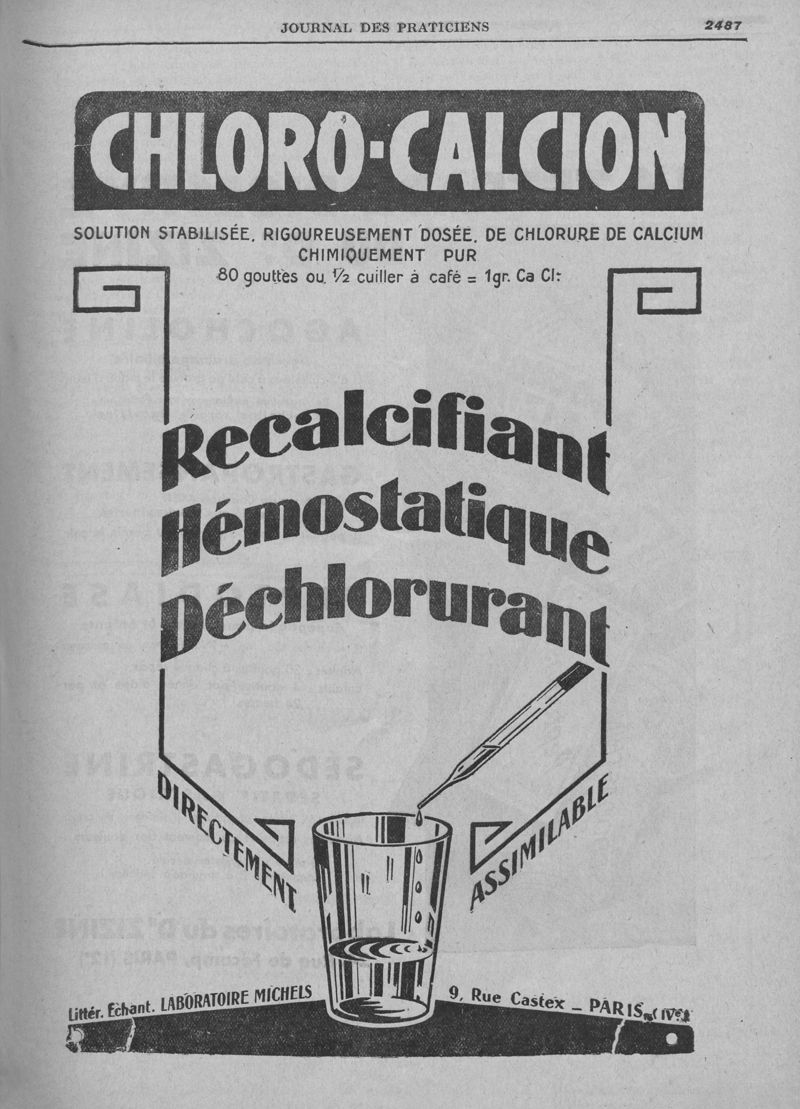 JOURNAL DES PRATICIENS
2487
CHLORO-CALCION
SOLUTION STABILISÉE, RIGOUREUSEMENT DOSÉE, DE CHLORURE DE CALCIUM
CHIMIQUEMENT PUR
80 gouttes ou ½ cuiller à café = 1gr. Ca Cl²
Recalcifiant
Hémostatique
Déchlorurant
DIRECTEMENT
ASSIMILABLE
Littér. Echant. LABORATOIRE MICHELS
9, Rue Castex – PARIS (IVe)